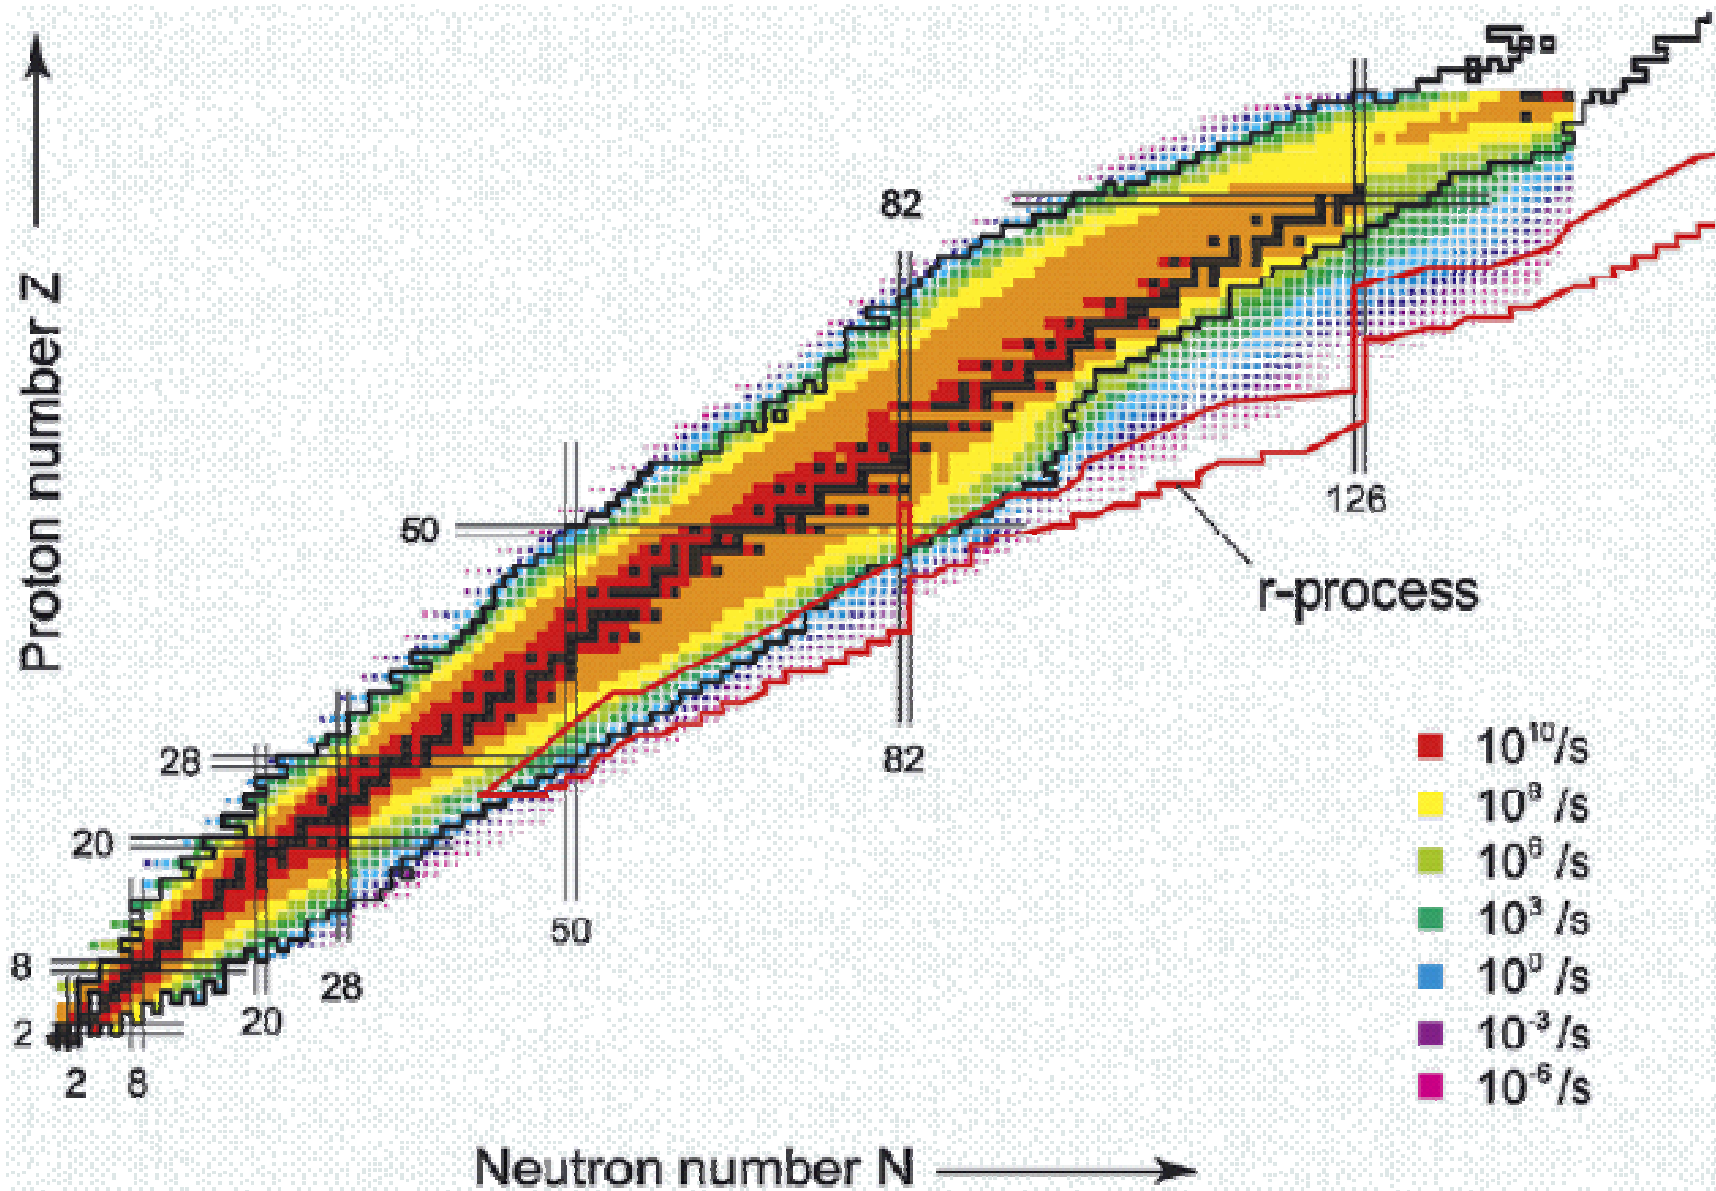 Proton number Z
82
50
28
20
8
2
2
8
20
28
50
82
126
r-process
10¹⁰/s
10⁹ /s
10⁶ /s
10³ /s
10⁰ /s
10⁻³ /s
10⁻⁶ /s
Neutron number N